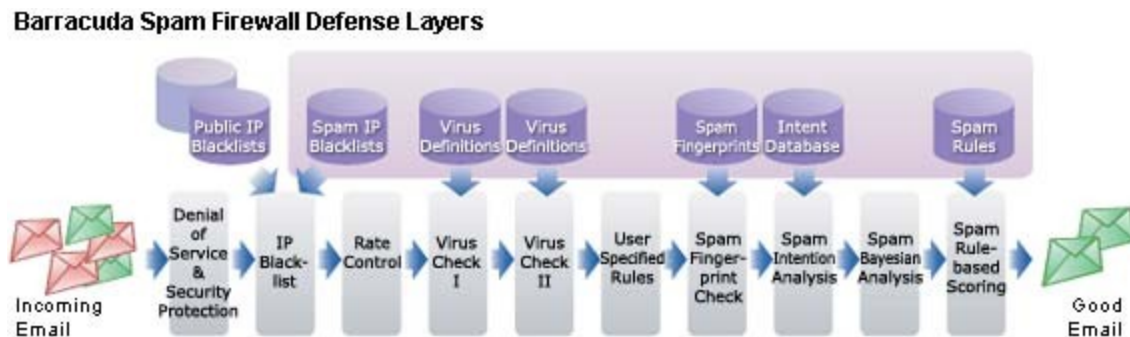 Barracuda Spam Firewall Defense Layers
Public IP
Blacklists
Spam IP
Blacklists
Virus
Definitions
Virus
Definitions
Spam
Fingerprints
Intent
Database
Spam
Rules
Incoming
Email
Denial
of
Service
&
Security
Protection
IP
Black-
list
Rate
Control
Virus
Check
I
Virus
Check
II
User
Specified
Rules
Spam
Finger-
print
Check
Spam
Intention
Analysis
Spam
Bayesian
Analysis
Spam
Rule-
based
Scoring
Good
Email